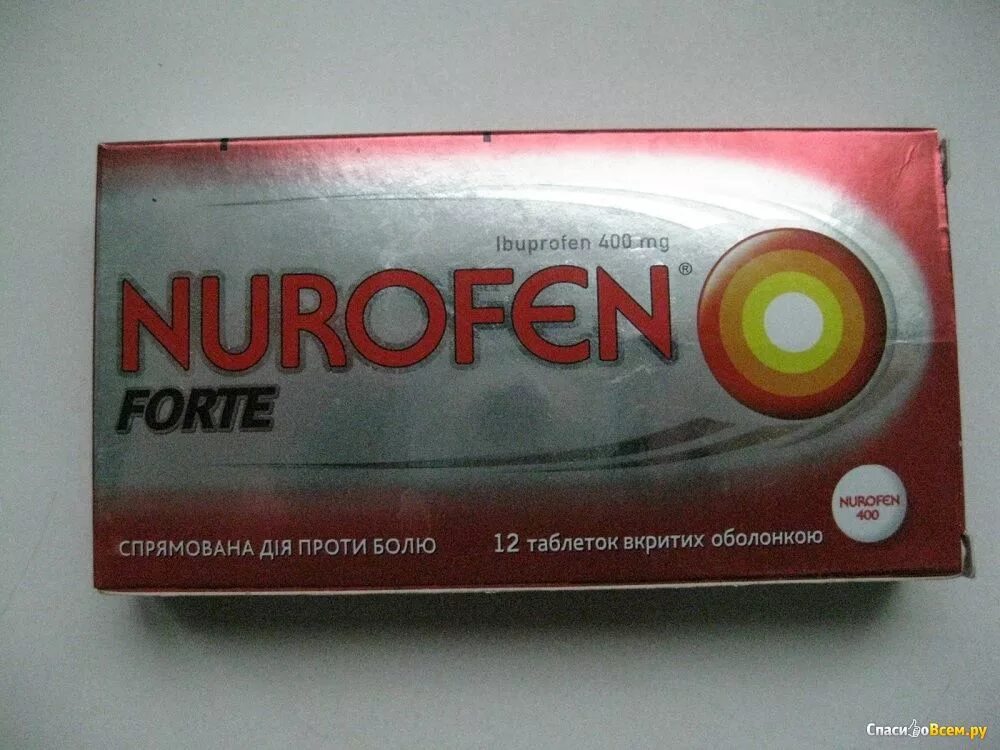 Ibuprofen 400 mg
NUROFEN®
FORTE
NUROFEN
400
СПРЯМОВАНА ДІЯ ПРОТИ БОЛЮ
12 таблеток вкритих оболонкою
СпасибоВсем.ру